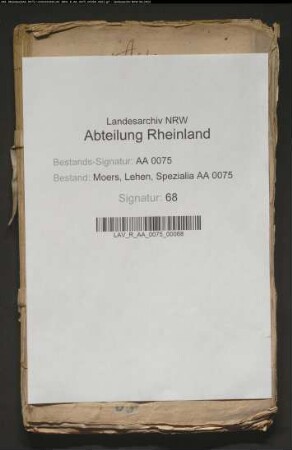 Landesarchiv NRW
Abteilung Rheinland
Bestands-Signatur: AA 0075
Bestand: Moers, Lehen, Spezialia AA 0075
Signatur: 68
LAV_R_AA_0075_00068